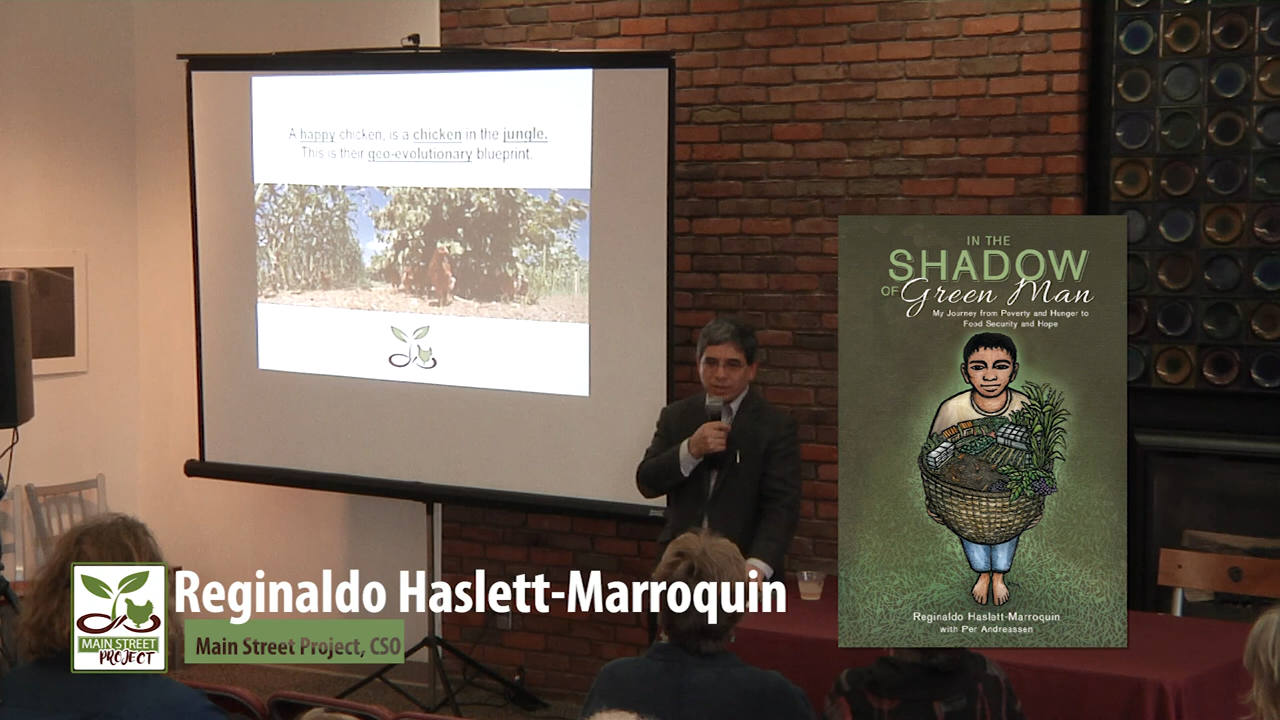 A happy chicken, is a chicken in the jungle.
This is their geo-evolutionary blueprint.
IN THE
SHADOW
OF Green Man
My Journey from Poverty and Hunger to
Food Security and Hope
Reginaldo Haslett-Marroquin
with Per Andreassen
Reginaldo Haslett-Marroquin
Main Street Project, CSO
MAIN STREET
PROJECT